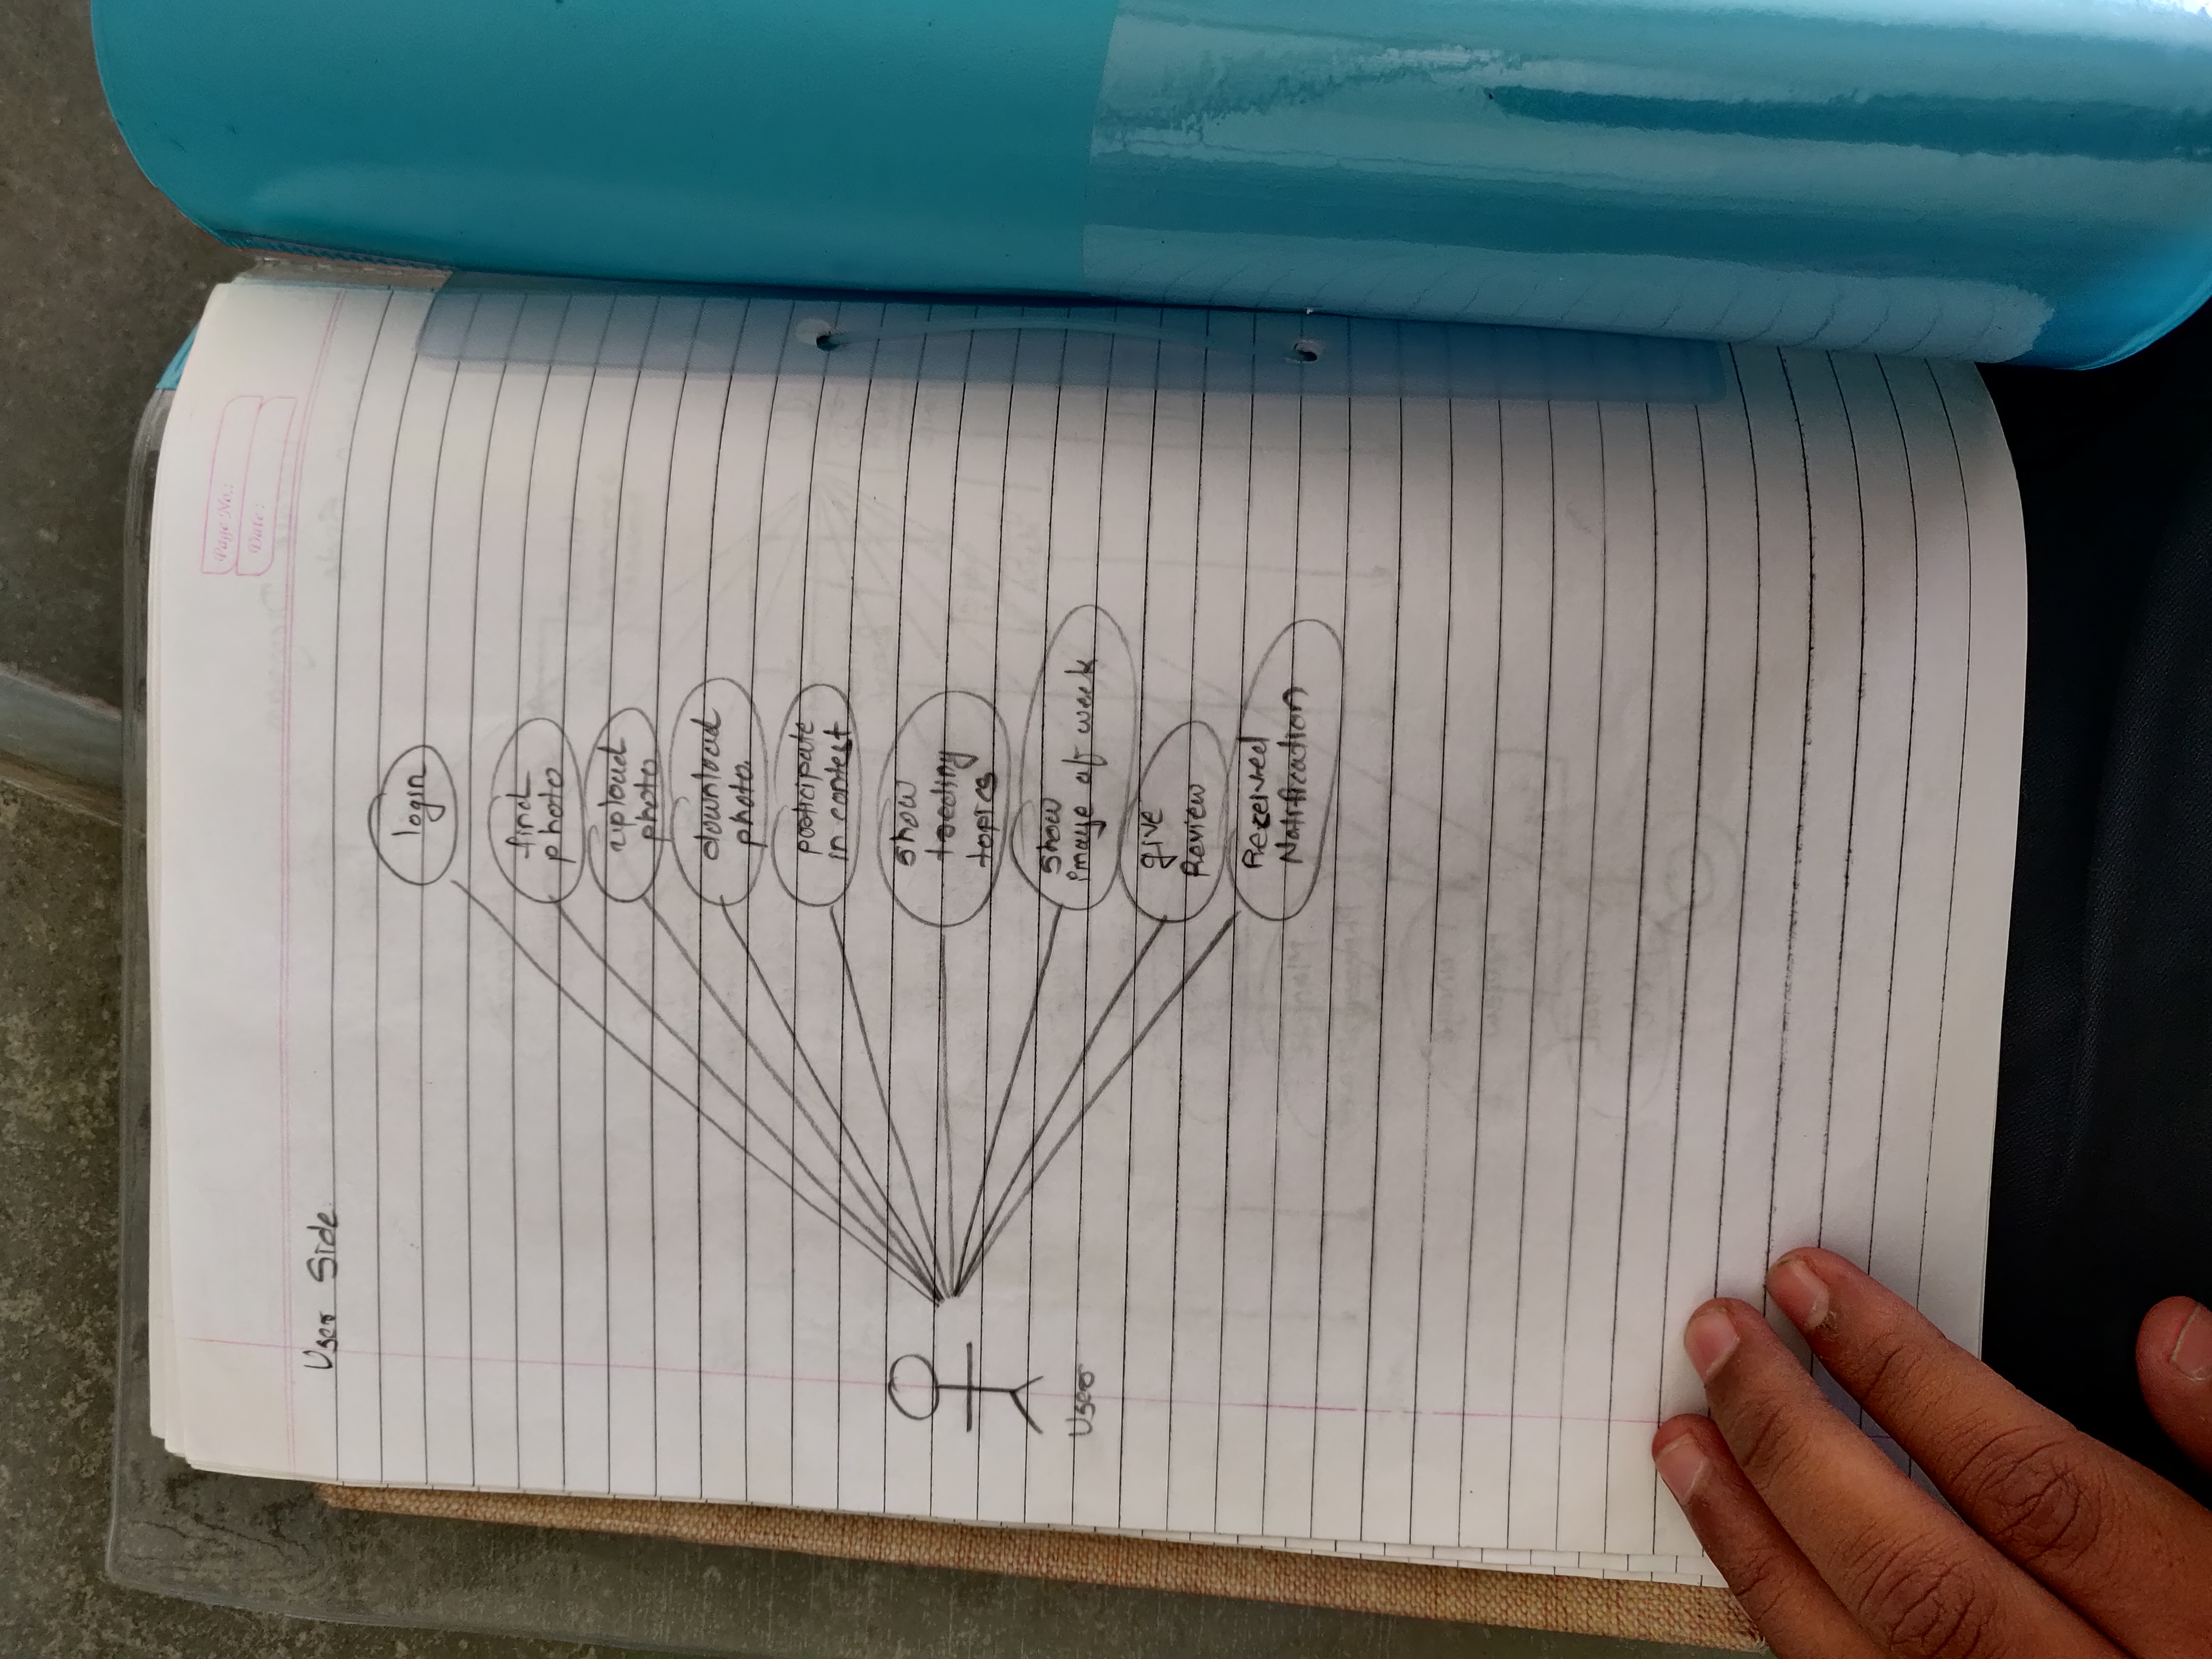 Page No.:
Date:
User Side
login
find
photo
upload
photo
download
photo.
participate
in contest
show
treding
topics
show
image of week
give
Review
Received
Notification
User